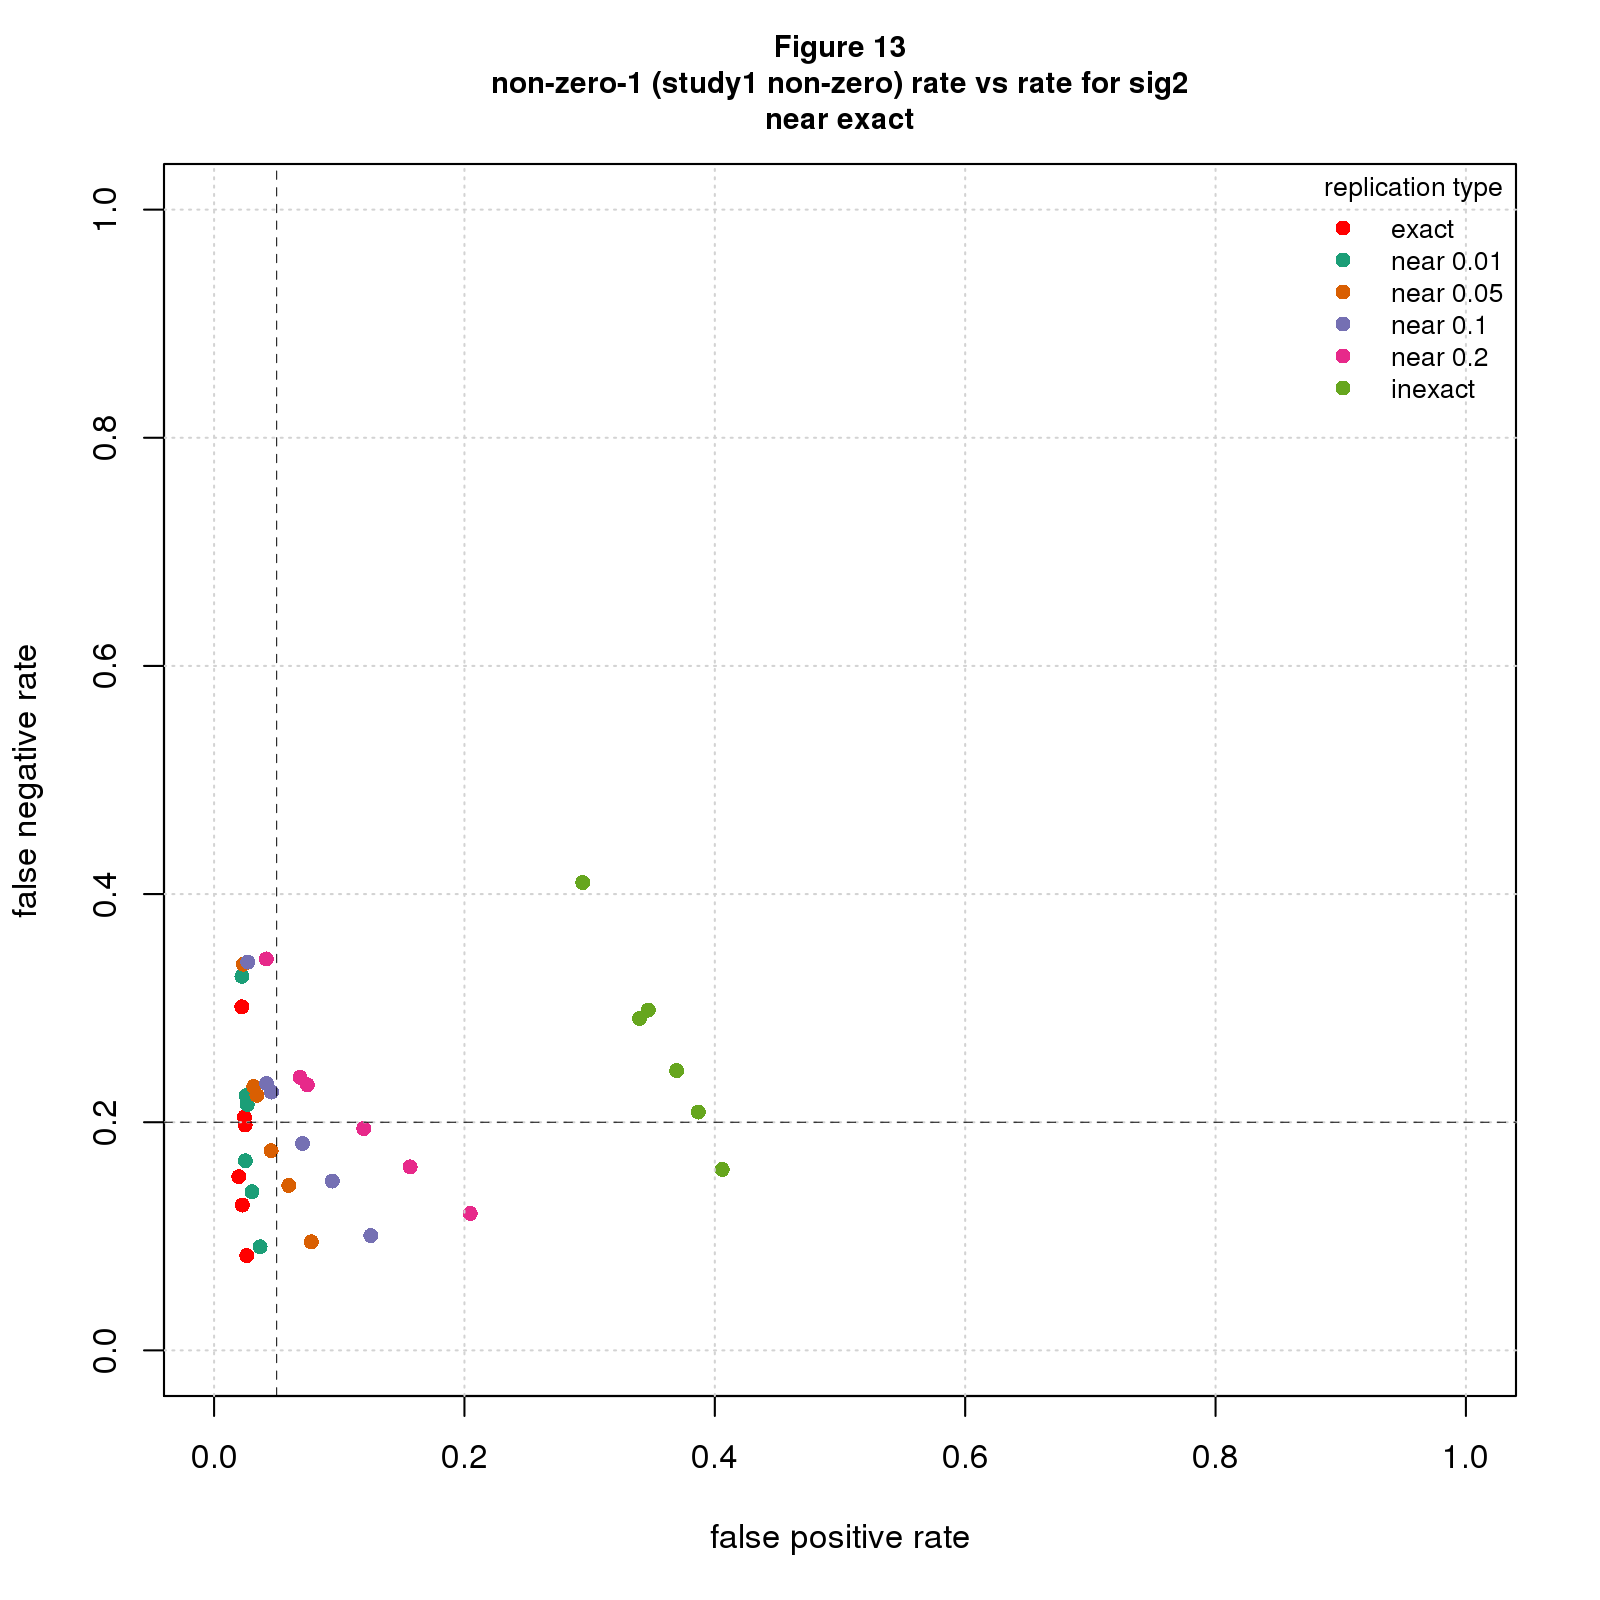 Figure 13
non-zero-1 (study1 non-zero) rate vs rate for sig2
near exact
replication type
exact
near 0.01
near 0.05
near 0.1
near 0.2
inexact
false negative rate
1.0
0.8
0.6
0.4
0.2
0.0
0.0 0.2 0.4 0.6 0.8 1.0
false positive rate